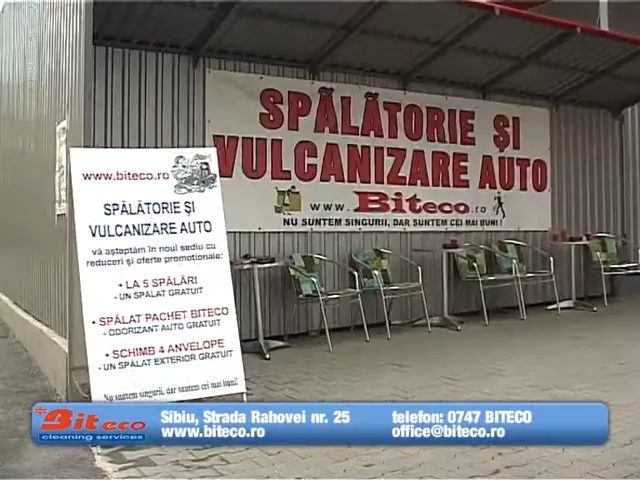 SPĂLĂTORIE ŞI
VULCANIZARE AUTO
www.Biteco.ro
NU SUNTEM SINGURII, DAR SUNTEM CEI MAI BUNI !
www.biteco.ro
SPĂLĂTORIE ŞI
VULCANIZARE AUTO
vă aşteptăm în noul sediu cu
reduceri şi oferte promoţionale:
• LA 5 SPĂLĂRI
- UN SPĂLAT GRATUIT
• SPĂLAT PACHET BITECO
- ODORIZANT AUTO GRATUIT
• SCHIMB 4 ANVELOPE
- UN SPĂLAT EXTERIOR GRATUIT
Nu suntem singurii, dar suntem cei mai buni!
Biteco
cleaning services
Sibiu, Strada Rahovei nr. 25
www.biteco.ro
telefon: 0747 BITECO
office@biteco.ro